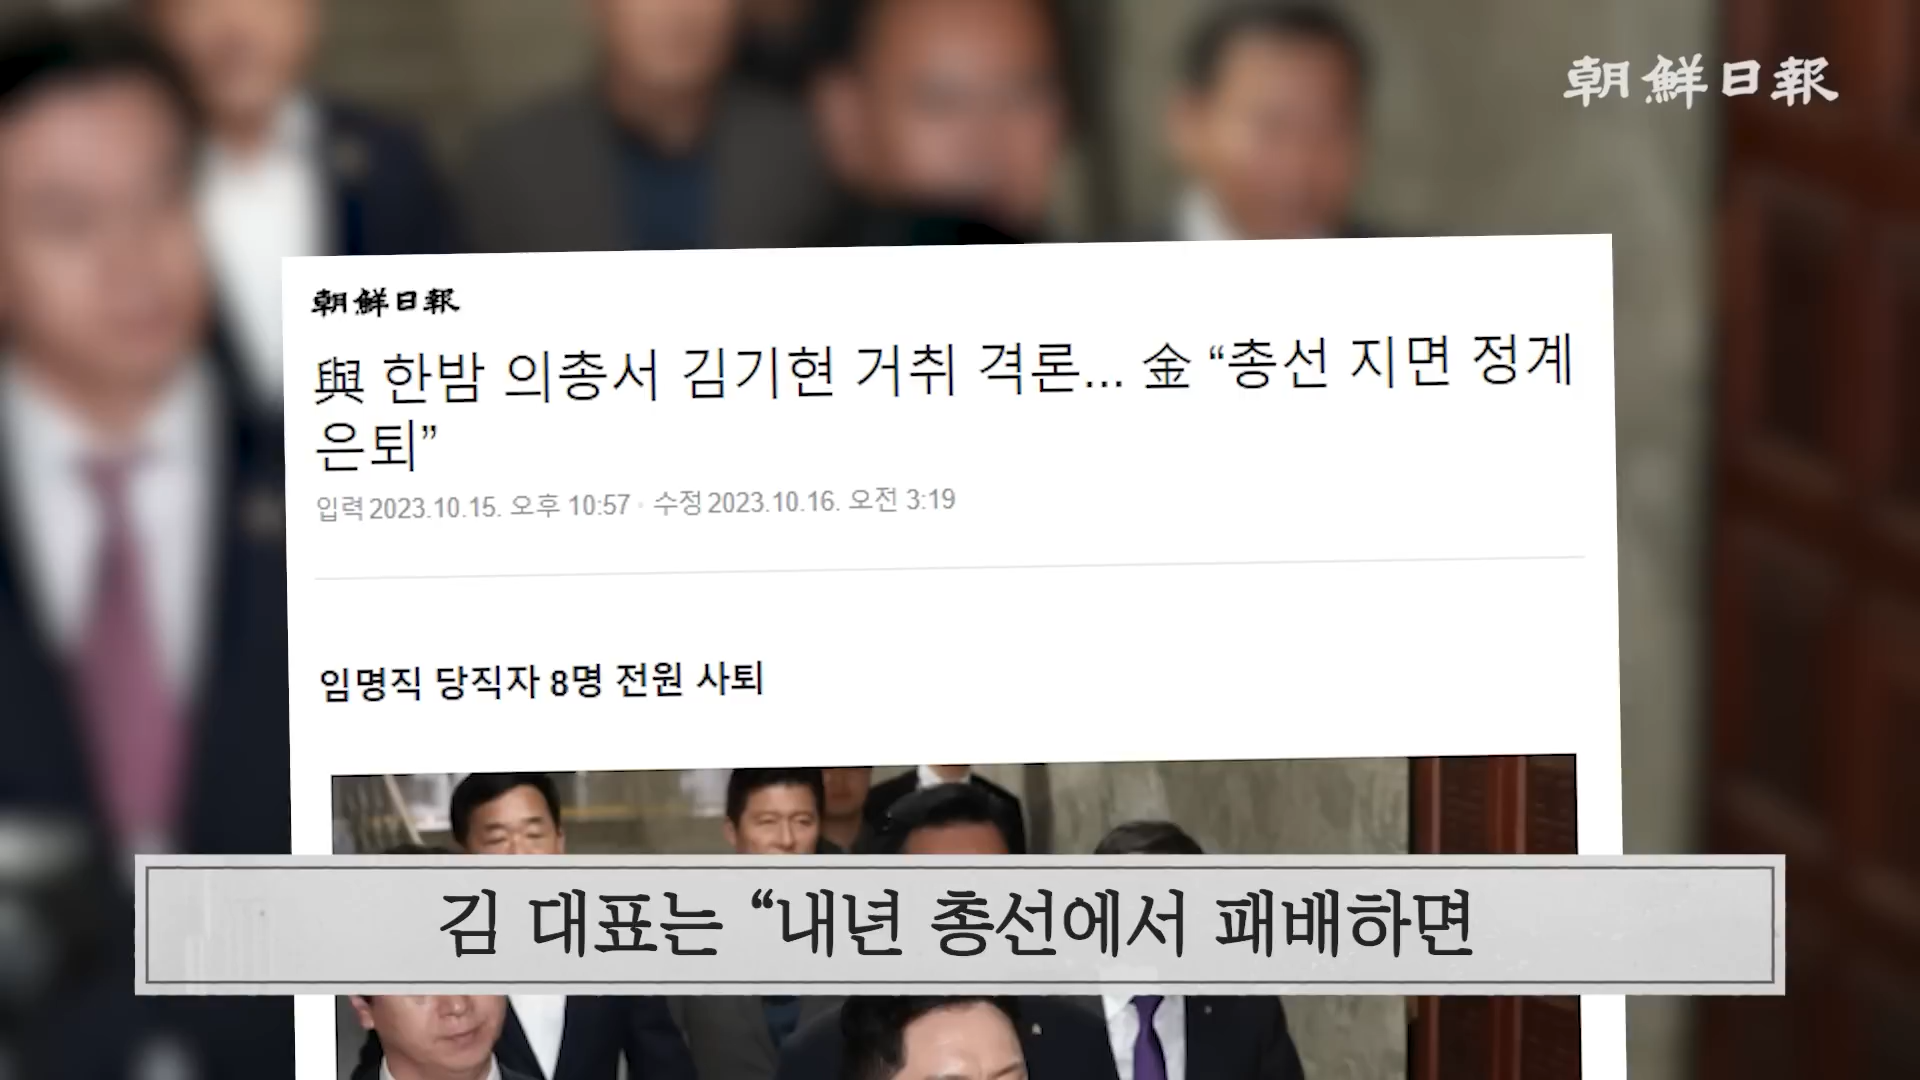 朝鮮日報
朝鮮日報
與 한밤 의총서 김기현 거취 격론... 金 “총선 지면 정계
은퇴”
입력 2023.10.15. 오후 10:57 · 수정 2023.10.16. 오전 3:19
임명직 당직자 8명 전원 사퇴
김 대표는 “내년 총선에서 패배하면